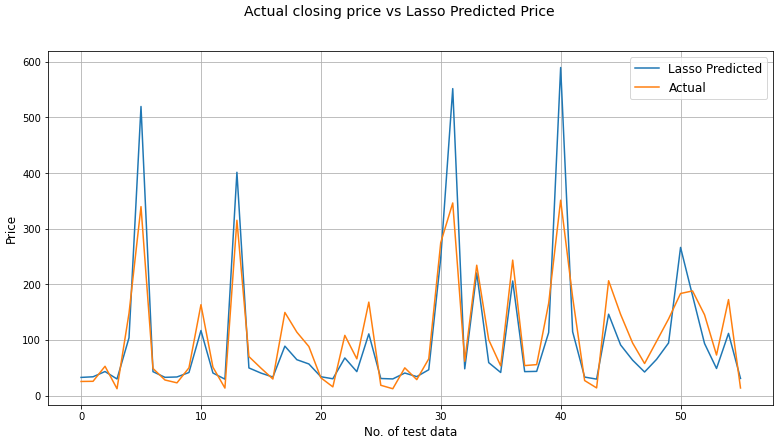 Actual closing price vs Lasso Predicted Price
Lasso Predicted
Actual
Price
600
500
400
300
200
100
0
0 10 20 30 40 50
No. of test data